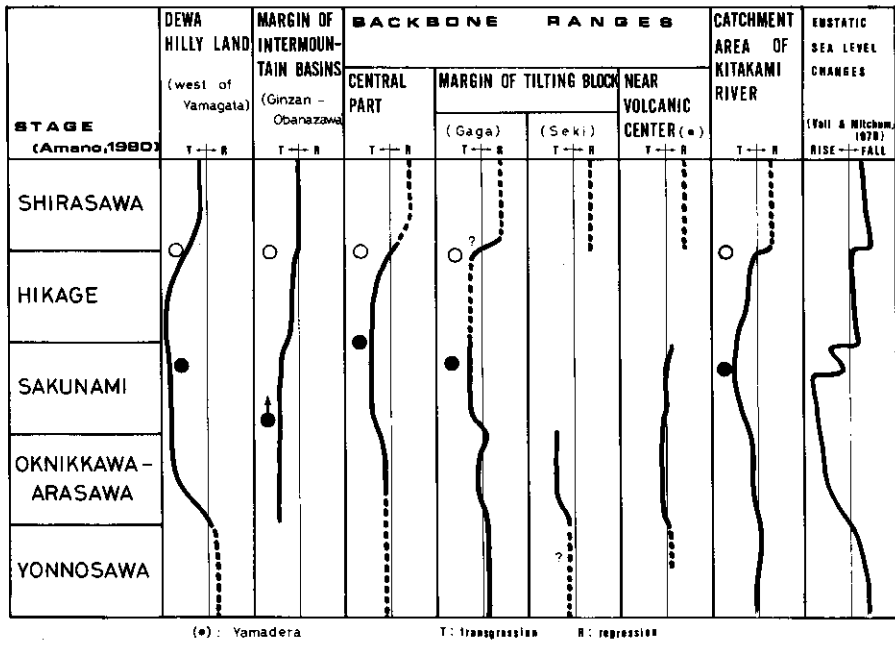 DEWA
HILLY LAND
(west of
Yamagata)
MARGIN OF
INTERMOUN-
TAIN BASINS
(Ginzan -
Obanazawa)
BACKBONE RANGES
CENTRAL
PART
MARGIN OF TILTING BLOCK
(Gaga)
(Seki)
NEAR
VOLCANIC
CENTER (*)
CATCHMENT
AREA OF
KITAKAMI
RIVER
EUSTATIC
SEA LEVEL
CHANGES
(Vail & Mitchum,
1979)
STAGE
(Amano,1980)
T ↔ R
T ↔ R
T ↔ R
T ↔ R
T ↔ R
T ↔ R
T ↔ R
RISE ↔ FALL
SHIRASAWA
?
HIKAGE
SAKUNAMI
OKNIKKAWA-
ARASAWA
YONNOSAWA
?
(*): Yamadera
T: transgression
R: regression